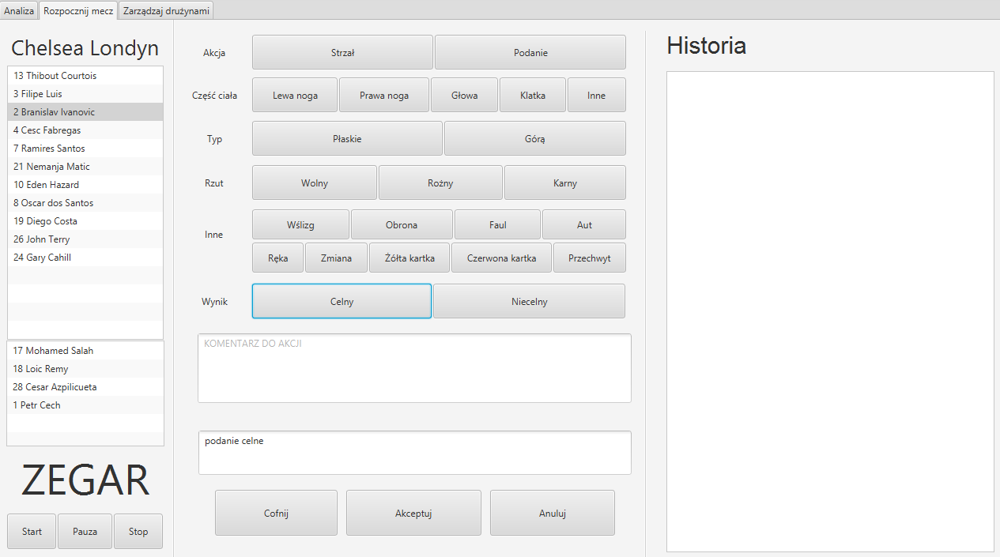 Analiza
Rozpocznij mecz
Zarządzaj drużynami
Chelsea Londyn
13 Thibout Courtois
3 Filipe Luis
2 Branislav Ivanovic
4 Cesc Fabregas
7 Ramires Santos
21 Nemanja Matic
10 Eden Hazard
8 Oscar dos Santos
19 Diego Costa
26 John Terry
24 Gary Cahill
17 Mohamed Salah
18 Loic Remy
28 Cesar Azpilicueta
1 Petr Cech
ZEGAR
Start
Pauza
Stop
Akcja
Strzał
Podanie
Część ciała
Lewa noga
Prawa noga
Głowa
Klatka
Inne
Typ
Płaskie
Górą
Rzut
Wolny
Rożny
Karny
Inne
Wślizg
Obrona
Faul
Aut
Ręka
Zmiana
Żółta kartka
Czerwona kartka
Przechwyt
Wynik
Celny
Niecelny
KOMENTARZ DO AKCJI
podanie celne
Cofnij
Akceptuj
Anuluj
Historia